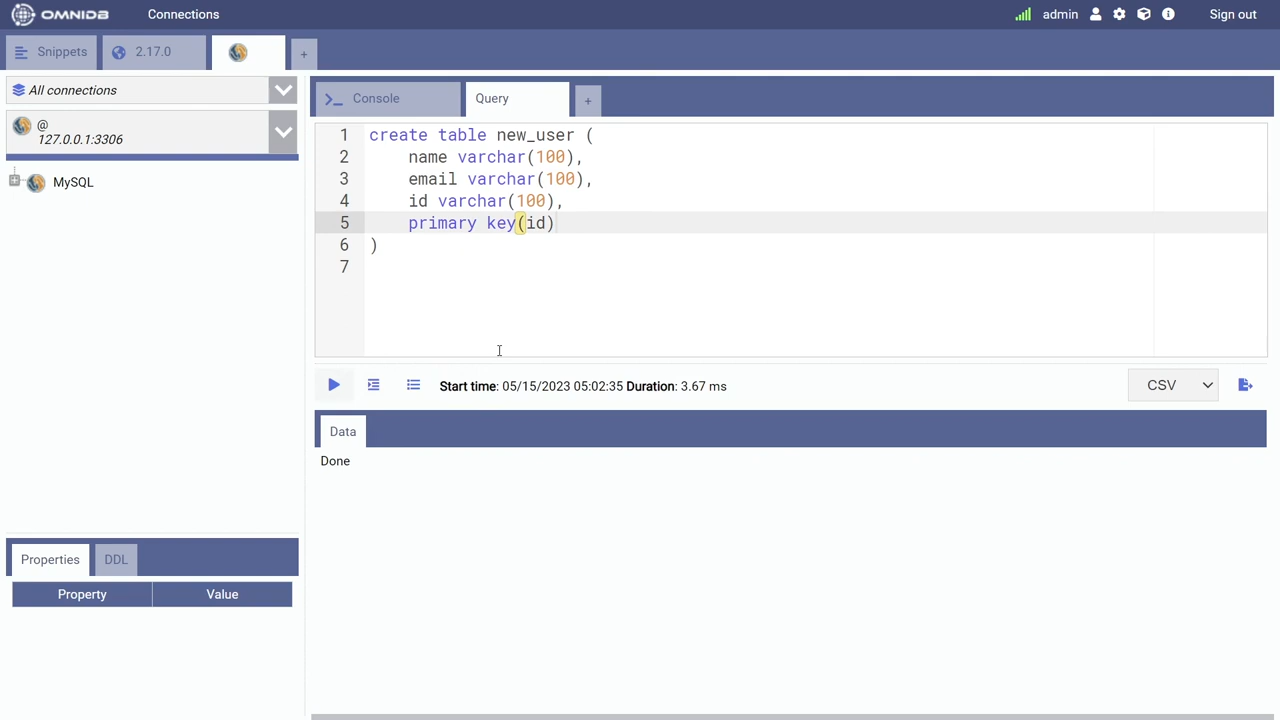 OMNIDB Connections admin Sign out
Snippets 2.17.0 +
All connections
@
127.0.0.1:3306
MySQL
Properties DDL
Property Value
>_ Console Query +
1 create table new_user (
2 name varchar(100),
3 email varchar(100),
4 id varchar(100),
5 primary key(id)
6 )
7
Start time: 05/15/2023 05:02:35 Duration: 3.67 ms CSV
Data
Done